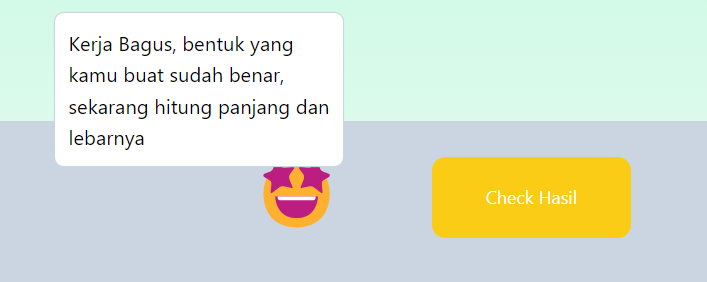 Kerja Bagus, bentuk yang
kamu buat sudah benar,
sekarang hitung panjang dan
lebarnya
Check Hasil